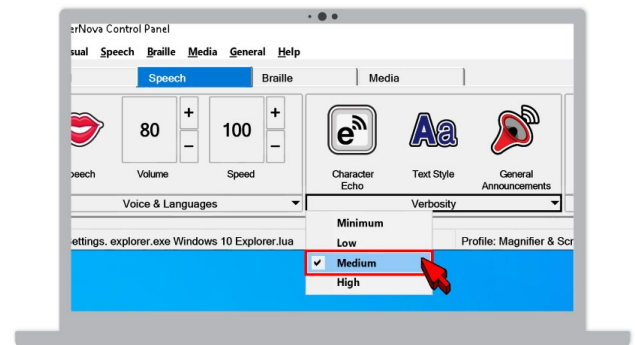 erNova Control Panel
sual Speech Braille Media General Help
Speech Braille Media
80 + - 100 + -
e
Aa
peech Volume Speed Character Echo Text Style General Announcements
Voice & Languages Verbosity
Minimum
ettings. explorer.exe Windows 10 Explorer.lua Low Profile: Magnifier & Scr
Medium
High